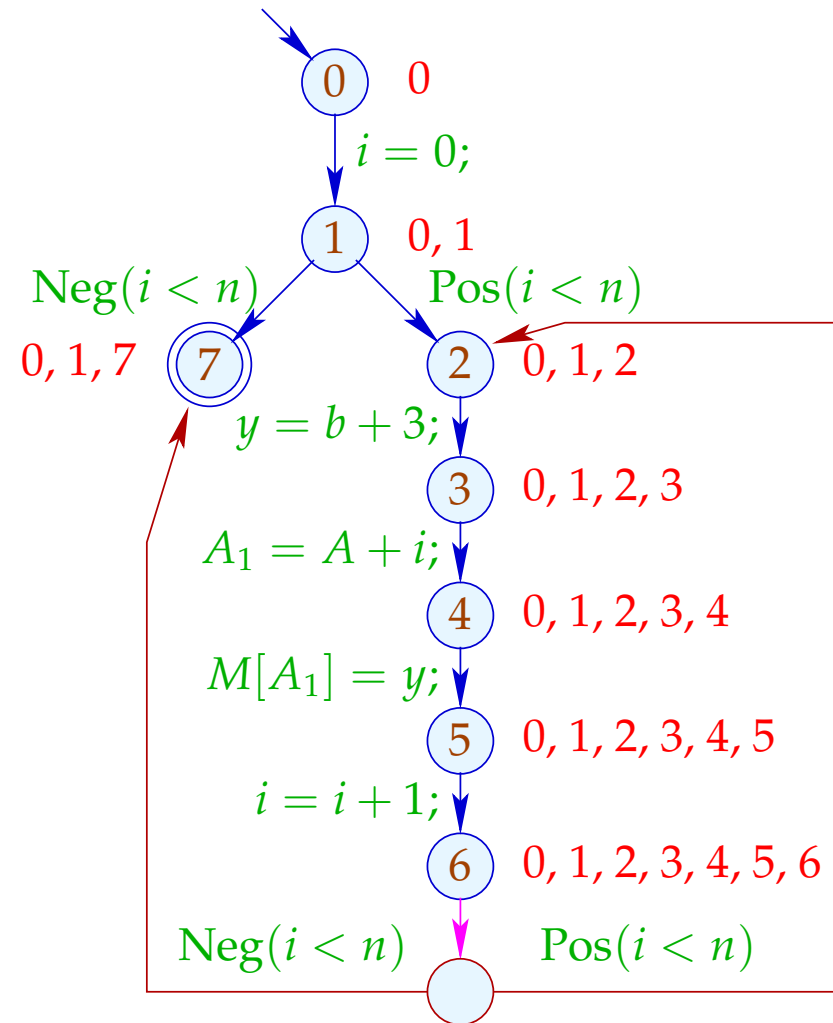 0 0
i = 0;
1 0, 1
Neg(i < n) Pos(i < n)
0, 1, 7 7 2 0, 1, 2
y = b + 3;
3 0, 1, 2, 3
A₁ = A + i;
4 0, 1, 2, 3, 4
M[A₁] = y;
5 0, 1, 2, 3, 4, 5
i = i + 1;
6 0, 1, 2, 3, 4, 5, 6
Neg(i < n) Pos(i < n)